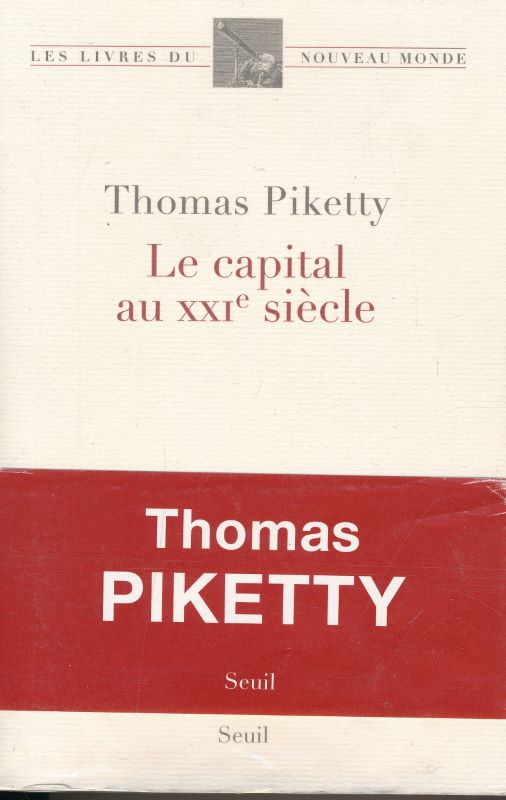 LES LIVRES DU NOUVEAU MONDE
Thomas Piketty
Le capital
au XXIe siècle
Thomas
PIKETTY
Seuil
Seuil